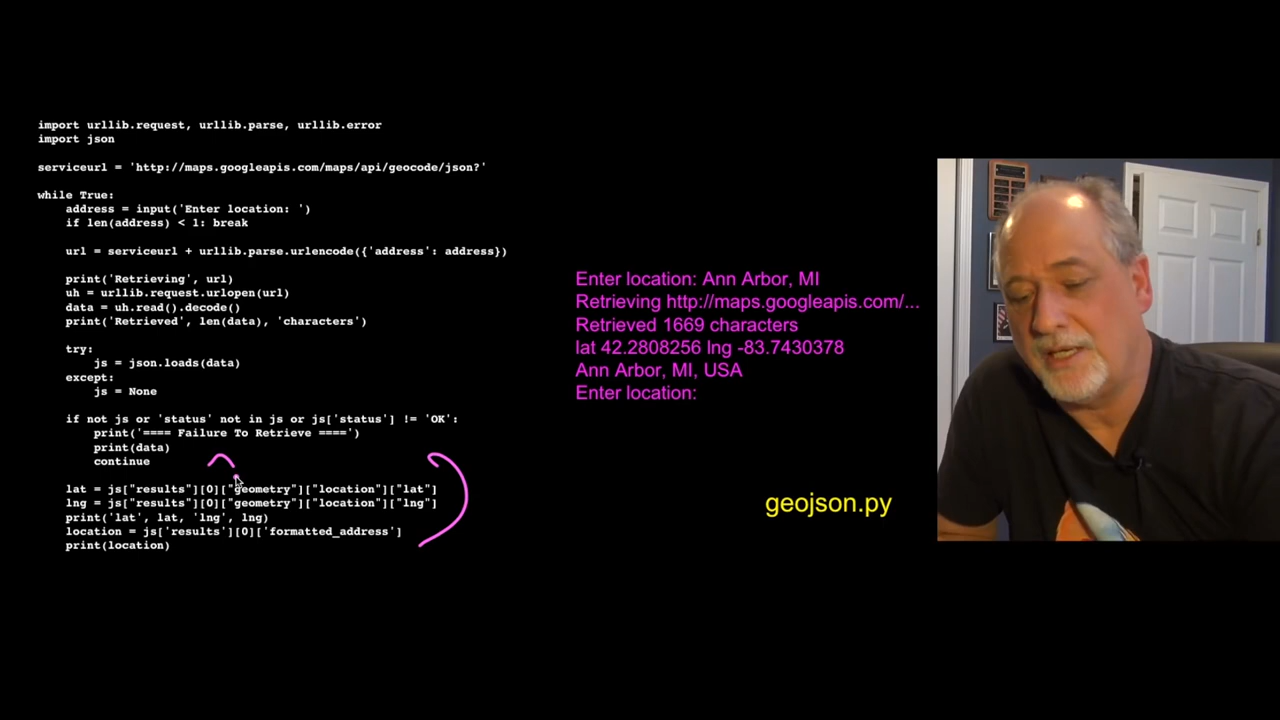 import urllib.request, urllib.parse, urllib.error
import json
serviceurl = 'http://maps.googleapis.com/maps/api/geocode/json?'
while True:
    address = input('Enter location: ')
    if len(address) < 1: break
    url = serviceurl + urllib.parse.urlencode({'address': address})
    print('Retrieving', url)
    uh = urllib.request.urlopen(url)
    data = uh.read().decode()
    print('Retrieved', len(data), 'characters')
    try:
        js = json.loads(data)
    except:
        js = None
    if not js or 'status' not in js or js['status'] != 'OK':
        print('==== Failure To Retrieve ====')
        print(data)
        continue
    lat = js["results"][0]["geometry"]["location"]["lat"]
    lng = js["results"][0]["geometry"]["location"]["lng"]
    print('lat', lat, 'lng', lng)
    location = js['results'][0]['formatted_address']
    print(location)
Enter location: Ann Arbor, MI
Retrieving http://maps.googleapis.com/...
Retrieved 1669 characters
lat 42.2808256 lng -83.7430378
Ann Arbor, MI, USA
Enter location:
geojson.py